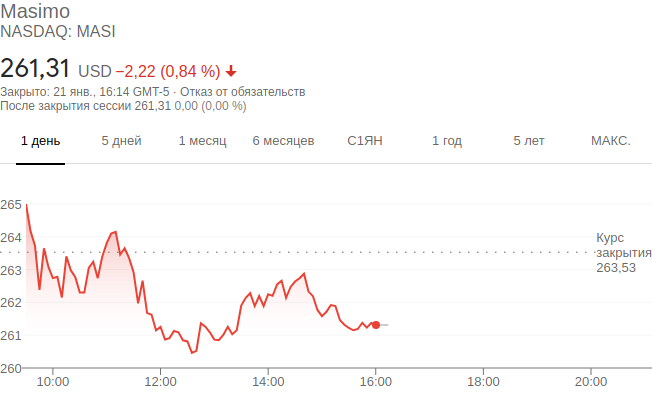 Masimo
NASDAQ: MASI
261,31 USD −2,22 (0,84 %)
Закрыто: 21 янв., 16:14 GMT-5 · Отказ от обязательств
После закрытия сессии 261,31 0,00 (0,00 %)
1 день 5 дней 1 месяц 6 месяцев С1ЯН 1 год 5 лет МАКС.
265
264
263
262
261
260
Курс
закрытия
263,53
10:00 12:00 14:00 16:00 18:00 20:00